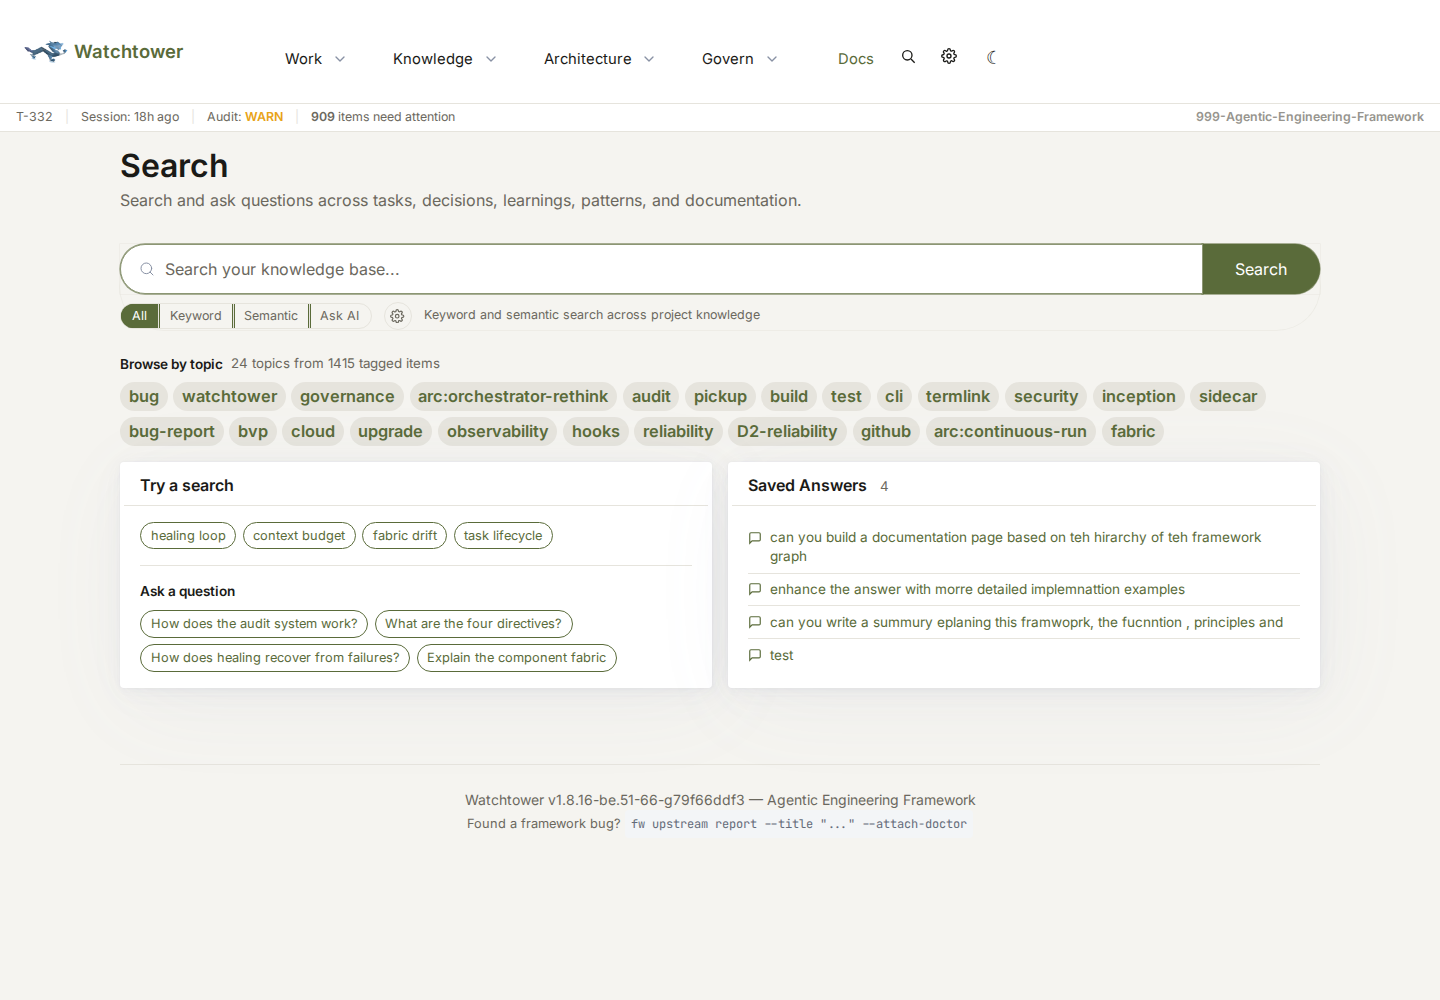 Watchtower
Work Knowledge Architecture Govern Docs
T-332 Session: 18h ago Audit: WARN 909 items need attention 999-Agentic-Engineering-Framework
Search
Search and ask questions across tasks, decisions, learnings, patterns, and documentation.
Search your knowledge base... Search
All Keyword Semantic Ask AI Keyword and semantic search across project knowledge
Browse by topic 24 topics from 1415 tagged items
bug watchtower governance arc:orchestrator-rethink audit pickup build test cli termlink security inception sidecar
bug-report bvp cloud upgrade observability hooks reliability D2-reliability github arc:continuous-run fabric
Try a search
healing loop context budget fabric drift task lifecycle
Ask a question
How does the audit system work? What are the four directives?
How does healing recover from failures? Explain the component fabric
Saved Answers 4
can you build a documentation page based on teh hirarchy of teh framework
graph
enhance the answer with morre detailed implemnattion examples
can you write a summury eplaning this framwoprk, the fucnntion , principles and
test
Watchtower v1.8.16-be.51-66-g79f66ddf3 — Agentic Engineering Framework
Found a framework bug? fw upstream report --title "..." --attach-doctor